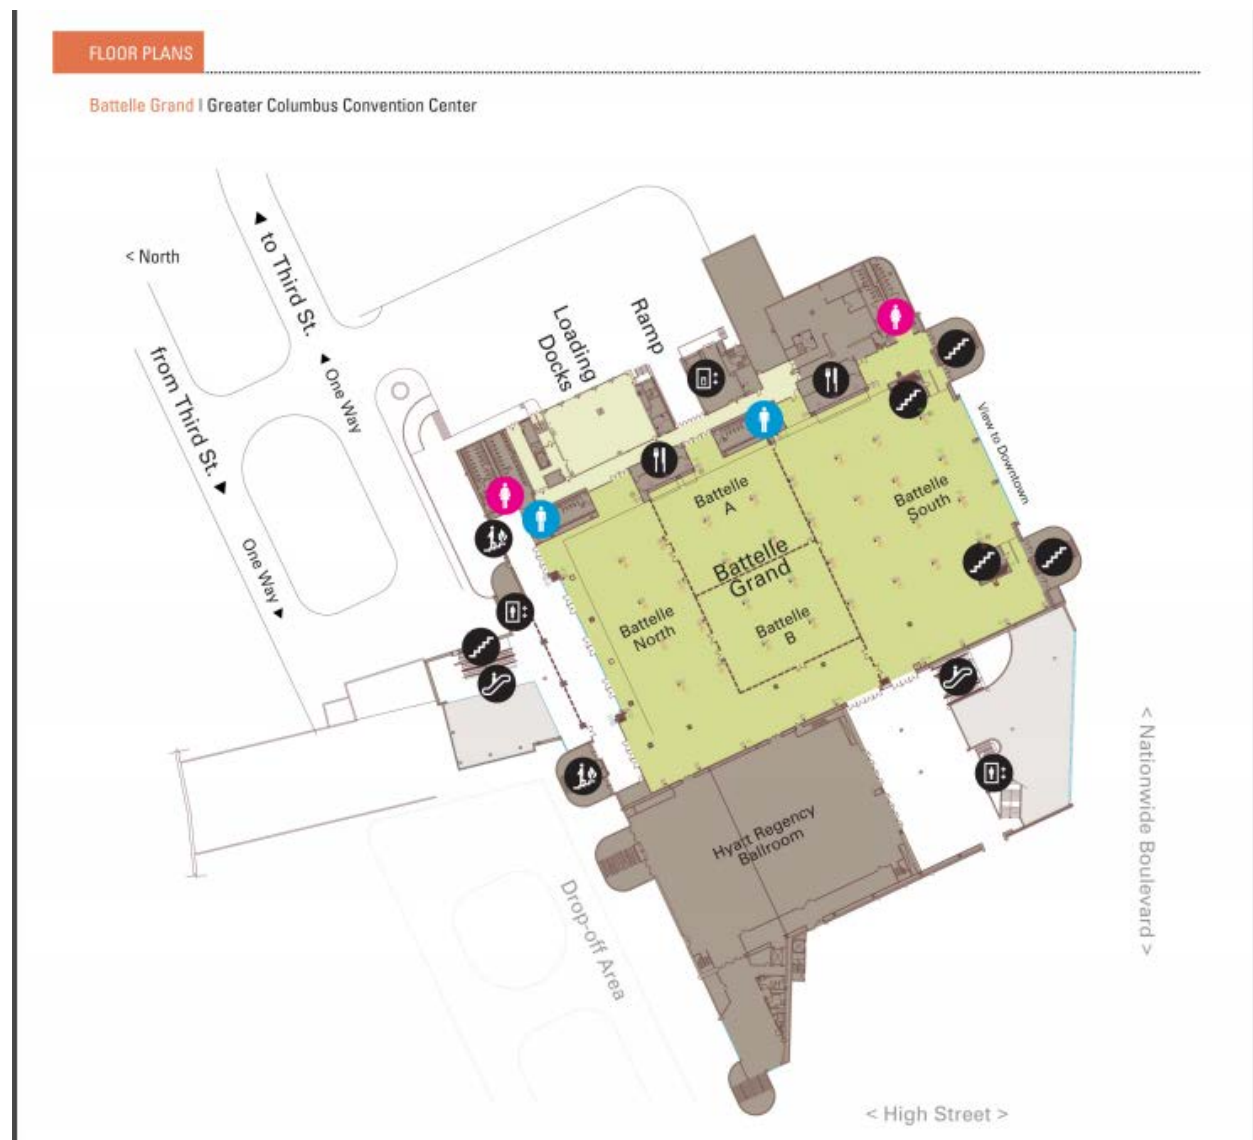 FLOOR PLANS
Battelle Grand | Greater Columbus Convention Center
< North
◀ to Third St.
from Third St. ◀
◀ One Way
One Way ▶
Loading
Docks
Ramp
View to Downtown
Battelle
A
Battelle
South
Battelle
Grand
Battelle
North
Battelle
B
Hyatt Regency
Ballroom
Drop-off Area
< Nationwide Boulevard >
< High Street >